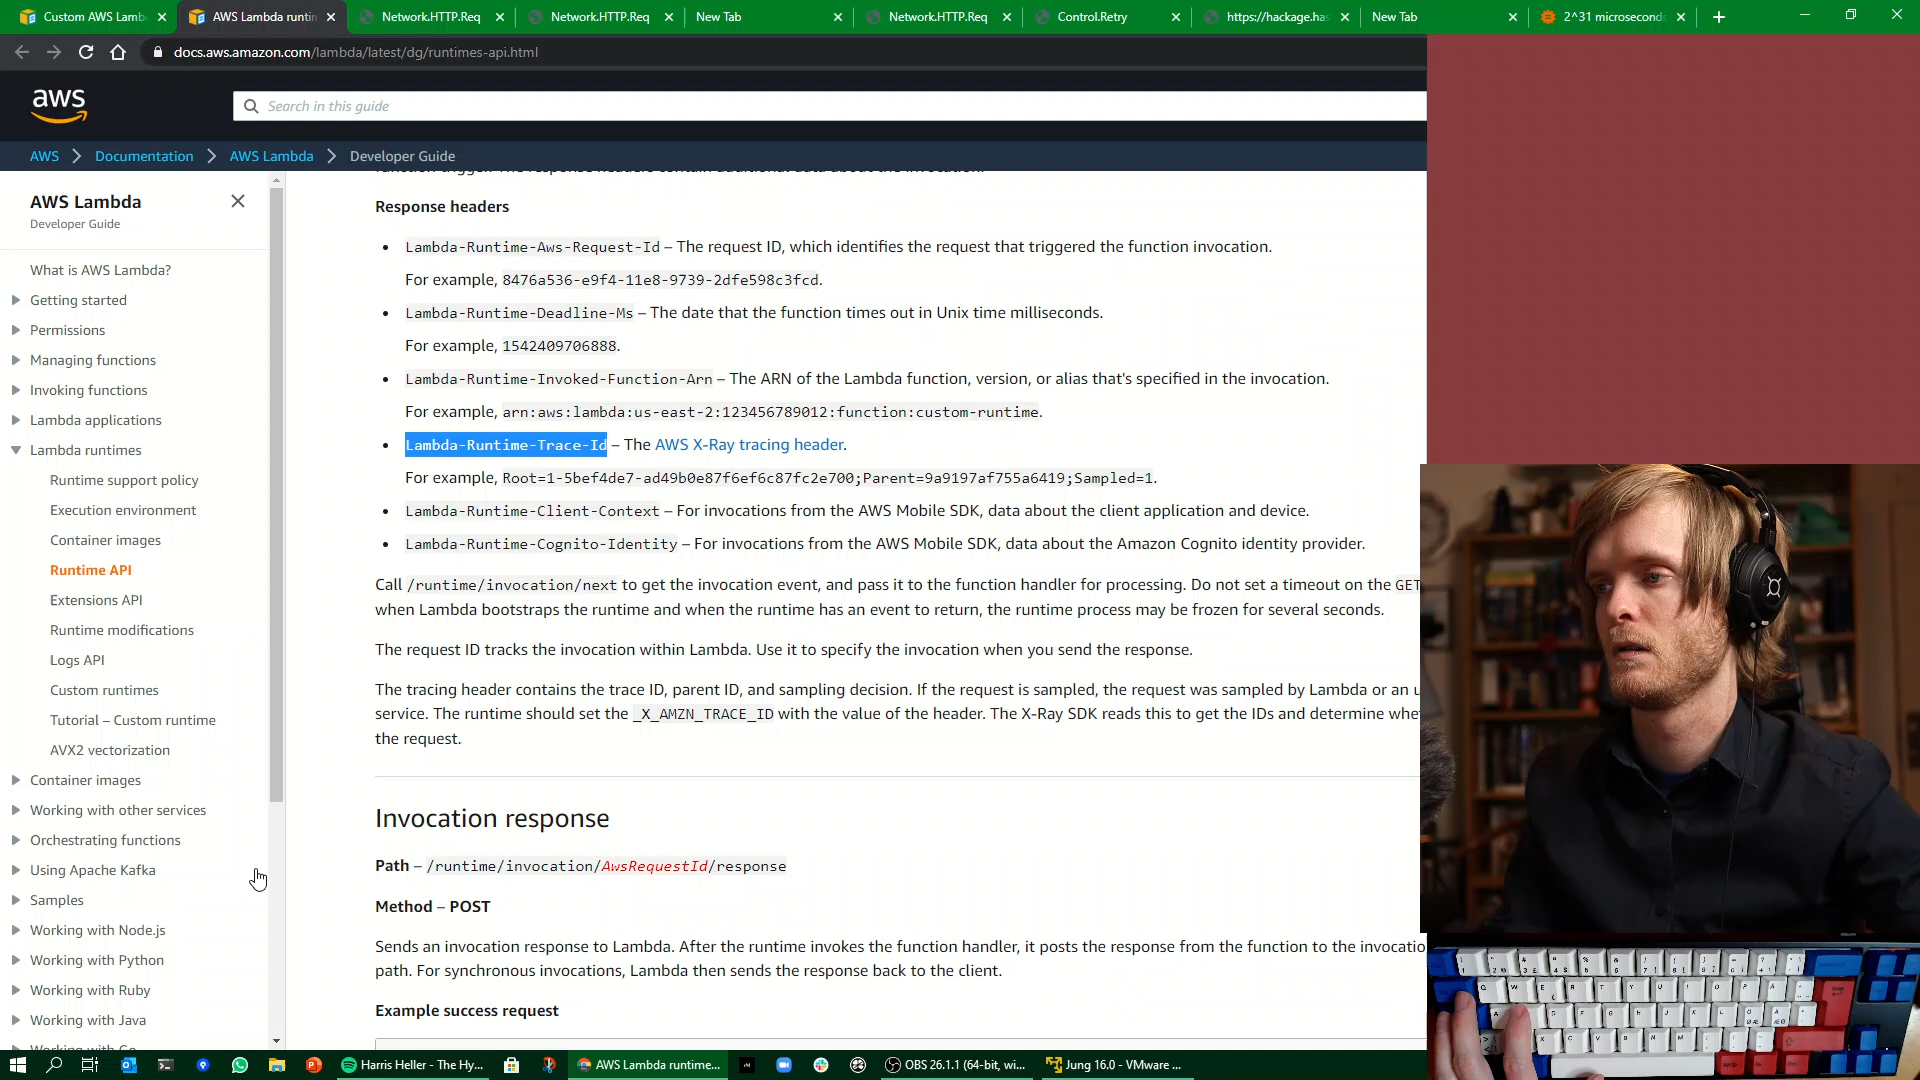 Custom AWS Lamb
AWS Lambda runtin
Network.HTTP.Req
Network.HTTP.Req
New Tab
Network.HTTP.Req
Control.Retry
https://hackage.has
New Tab
2^31 microseconds
docs.aws.amazon.com/lambda/latest/dg/runtimes-api.html
aws
Search in this guide
AWS
Documentation
AWS Lambda
Developer Guide
AWS Lambda
Developer Guide
What is AWS Lambda?
Getting started
Permissions
Managing functions
Invoking functions
Lambda applications
Lambda runtimes
Runtime support policy
Execution environment
Container images
Runtime API
Extensions API
Runtime modifications
Logs API
Custom runtimes
Tutorial – Custom runtime
AVX2 vectorization
Container images
Working with other services
Orchestrating functions
Using Apache Kafka
Samples
Working with Node.js
Working with Python
Working with Ruby
Working with Java
Working with Go
function trigger. The response headers contain additional data about the invocation.
Response headers
Lambda-Runtime-Aws-Request-Id – The request ID, which identifies the request that triggered the function invocation.
For example, 8476a536-e9f4-11e8-9739-2dfe598c3fcd.
Lambda-Runtime-Deadline-Ms – The date that the function times out in Unix time milliseconds.
For example, 1542409706888.
Lambda-Runtime-Invoked-Function-Arn – The ARN of the Lambda function, version, or alias that's specified in the invocation.
For example, arn:aws:lambda:us-east-2:123456789012:function:custom-runtime.
Lambda-Runtime-Trace-Id – The AWS X-Ray tracing header.
For example, Root=1-5bef4de7-ad49b0e87f6ef6c87fc2e700;Parent=9a9197af755a6419;Sampled=1.
Lambda-Runtime-Client-Context – For invocations from the AWS Mobile SDK, data about the client application and device.
Lambda-Runtime-Cognito-Identity – For invocations from the AWS Mobile SDK, data about the Amazon Cognito identity provider.
Call /runtime/invocation/next to get the invocation event, and pass it to the function handler for processing. Do not set a timeout on the GET
when Lambda bootstraps the runtime and when the runtime has an event to return, the runtime process may be frozen for several seconds.
The request ID tracks the invocation within Lambda. Use it to specify the invocation when you send the response.
The tracing header contains the trace ID, parent ID, and sampling decision. If the request is sampled, the request was sampled by Lambda or an u
service. The runtime should set the _X_AMZN_TRACE_ID with the value of the header. The X-Ray SDK reads this to get the IDs and determine whe
the request.
Invocation response
Path – /runtime/invocation/AwsRequestId/response
Method – POST
Sends an invocation response to Lambda. After the runtime invokes the function handler, it posts the response from the function to the invocatio
path. For synchronous invocations, Lambda then sends the response back to the client.
Example success request
Harris Heller - The Hy...
AWS Lambda runtime...
OBS 26.1.1 (64-bit, wi...
Jung 16.0 - VMware ...